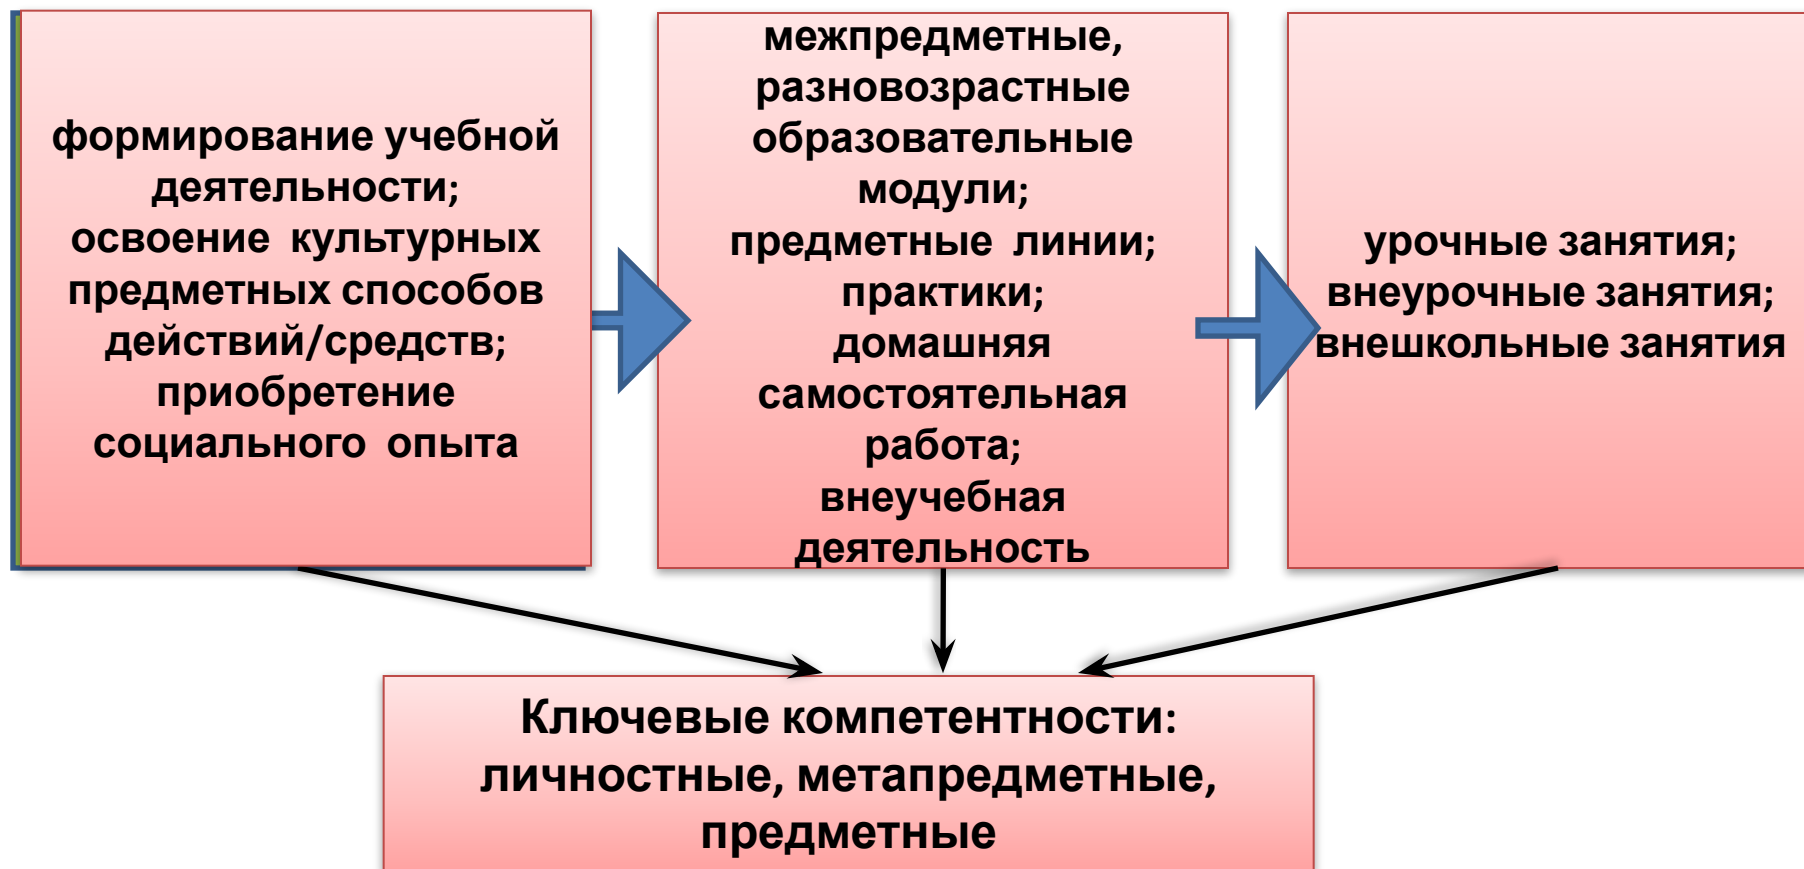 формирование учебной
деятельности;
освоение культурных
предметных способов
действий/средств;
приобретение
социального опыта
межпредметные,
разновозрастные
образовательные
модули;
предметные линии;
практики;
домашняя
самостоятельная
работа;
внеучебная
деятельность
урочные занятия;
внеурочные занятия;
внешкольные занятия
Ключевые компетентности:
личностные, метапредметные,
предметные